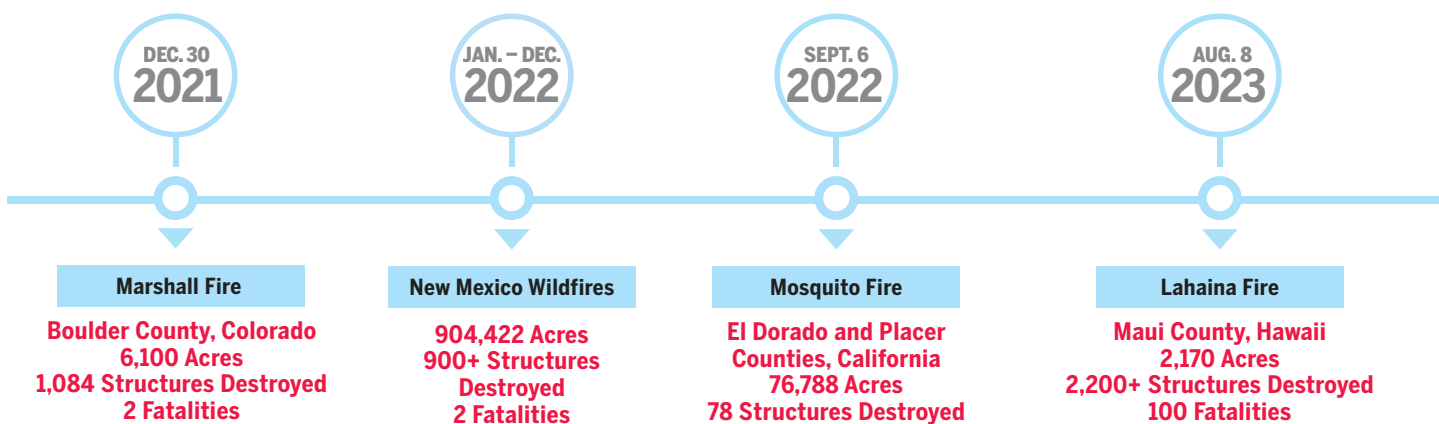 DEC. 30
2021
JAN. – DEC.
2022
SEPT. 6
2022
AUG. 8
2023
Marshall Fire
Boulder County, Colorado
6,100 Acres
1,084 Structures Destroyed
2 Fatalities
New Mexico Wildfires
904,422 Acres
900+ Structures
Destroyed
2 Fatalities
Mosquito Fire
El Dorado and Placer
Counties, California
76,788 Acres
78 Structures Destroyed
Lahaina Fire
Maui County, Hawaii
2,170 Acres
2,200+ Structures Destroyed
100 Fatalities